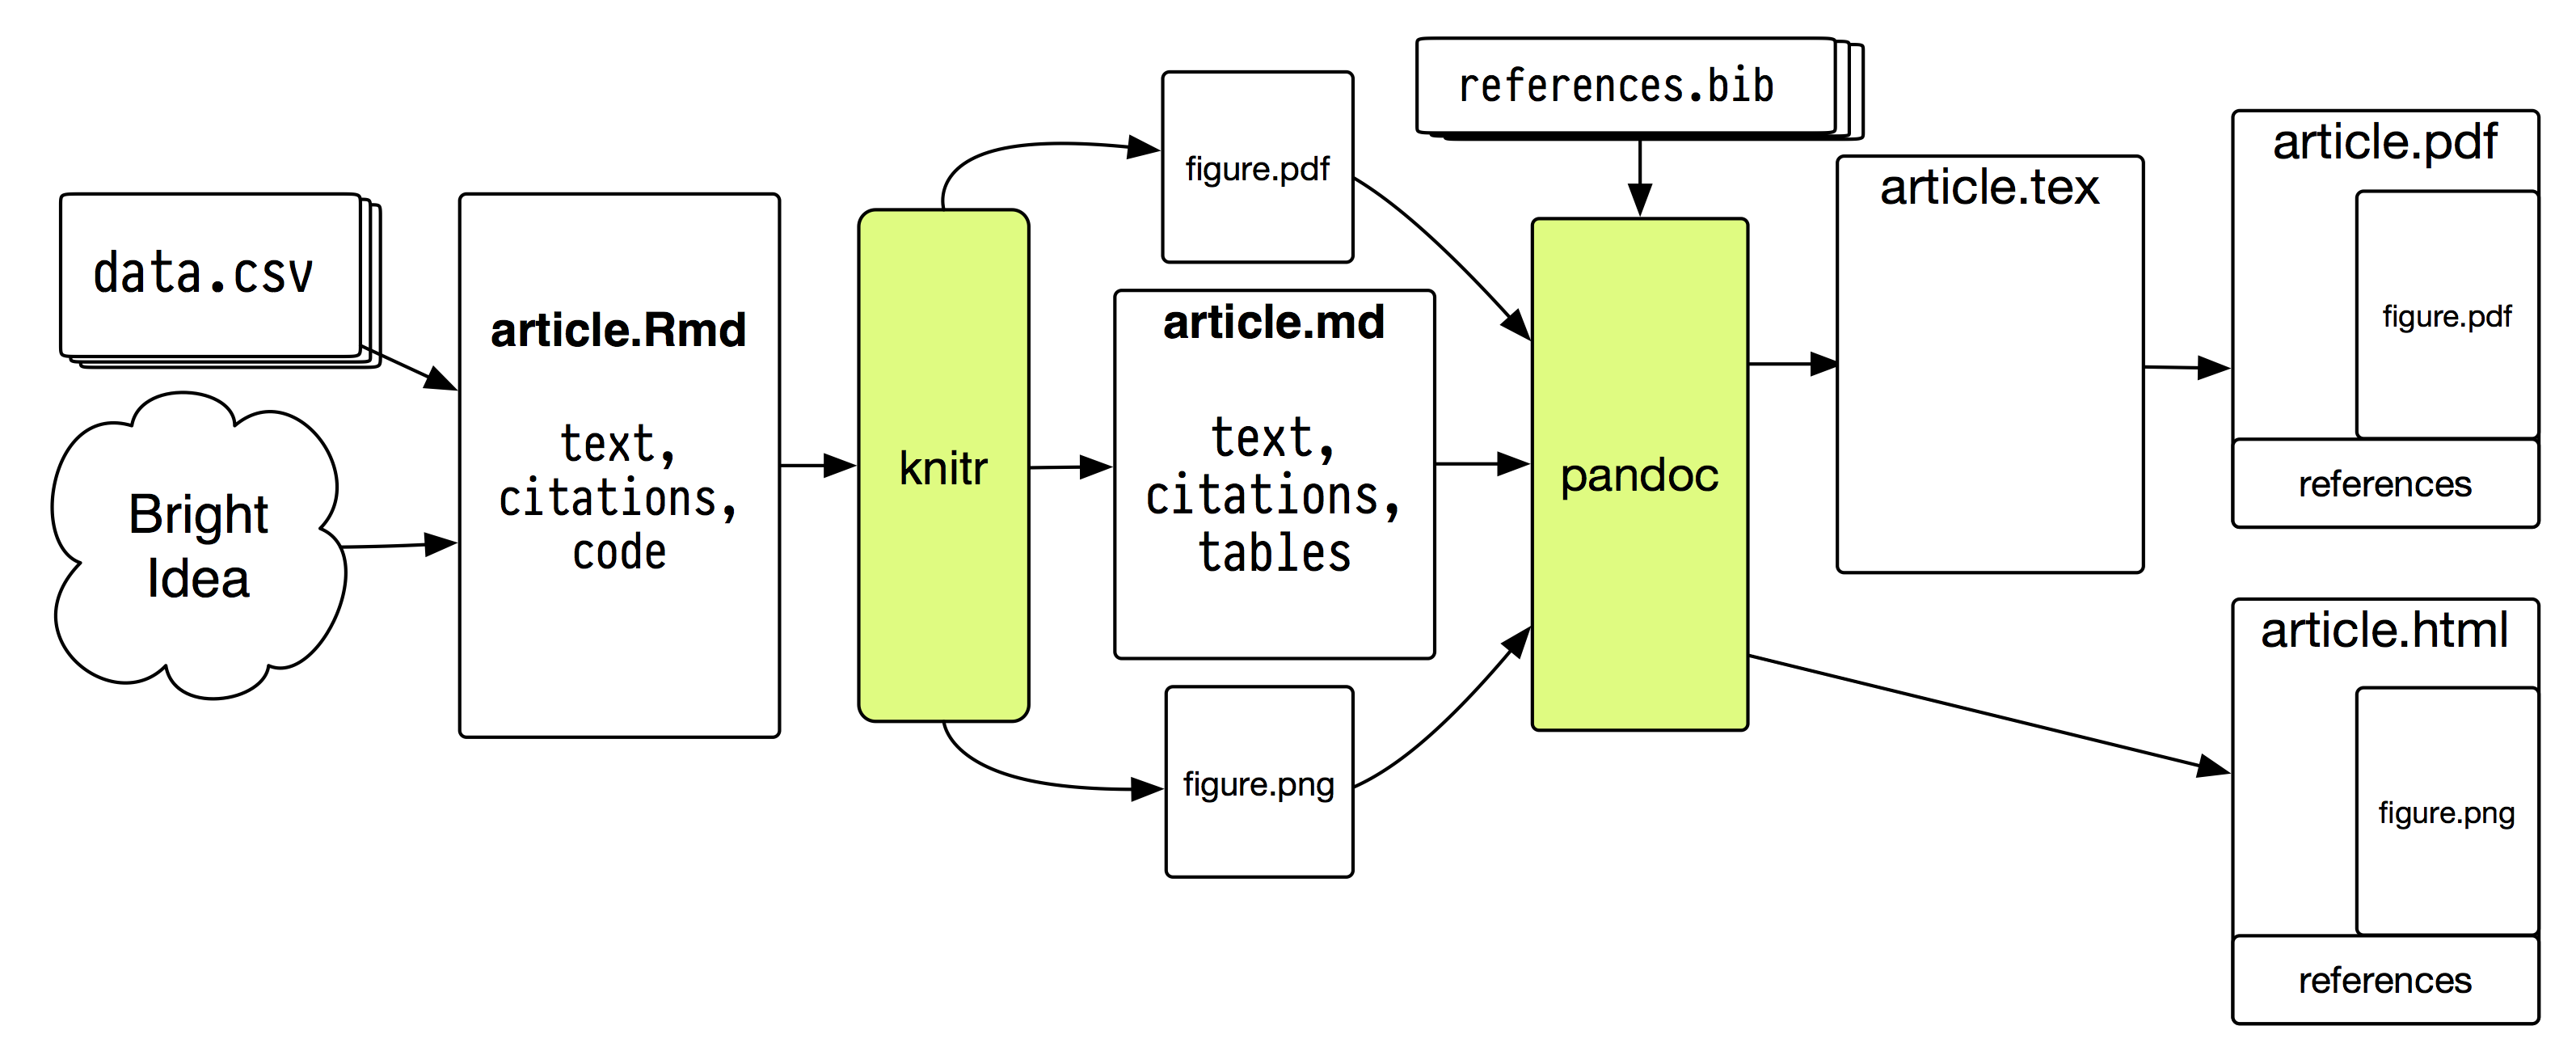 data.csv
Bright
Idea
article.Rmd
text,
citations,
code
knitr
figure.pdf
article.md
text,
citations,
tables
figure.png
references.bib
pandoc
article.tex
article.pdf
figure.pdf
references
article.html
figure.png
references